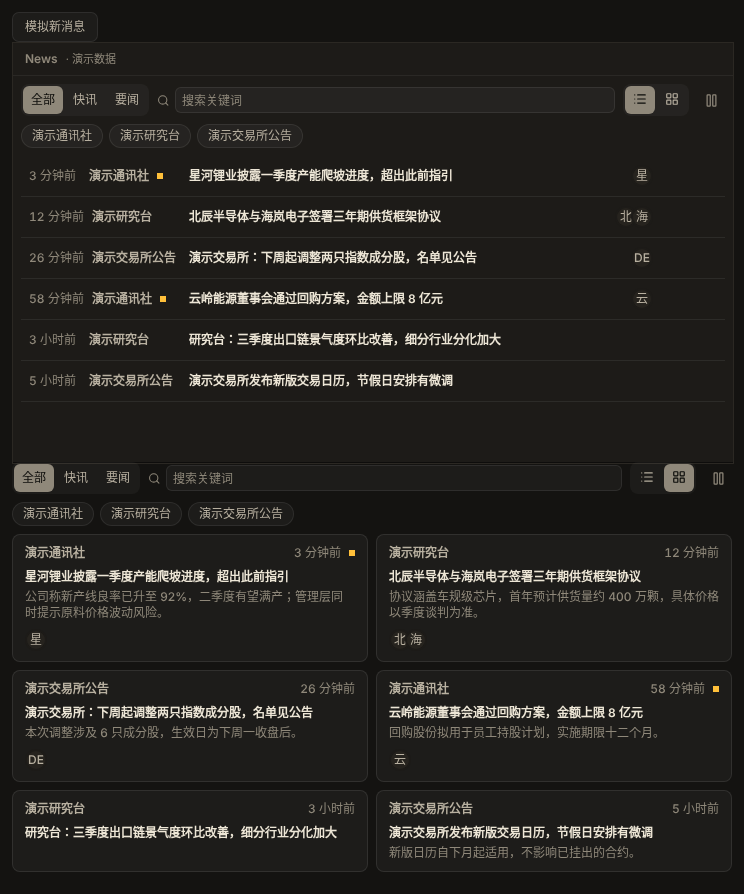 模拟新消息
News · 演示数据
全部 快讯 要闻 搜索关键词
演示通讯社 演示研究台 演示交易所公告
3 分钟前 演示通讯社 星河锂业披露一季度产能爬坡进度，超出此前指引 星
12 分钟前 演示研究台 北辰半导体与海岚电子签署三年期供货框架协议 北 海
26 分钟前 演示交易所公告 演示交易所：下周起调整两只指数成分股，名单见公告 DE
58 分钟前 演示通讯社 云岭能源董事会通过回购方案，金额上限 8 亿元 云
3 小时前 演示研究台 研究台：三季度出口链景气度环比改善，细分行业分化加大
5 小时前 演示交易所公告 演示交易所发布新版交易日历，节假日安排有微调
全部 快讯 要闻 搜索关键词
演示通讯社 演示研究台 演示交易所公告
演示通讯社 3 分钟前
星河锂业披露一季度产能爬坡进度，超出此前指引
公司称新产线良率已升至 92%，二季度有望满产；管理层同
时提示原料价格波动风险。
星
演示研究台 12 分钟前
北辰半导体与海岚电子签署三年期供货框架协议
协议涵盖车规级芯片，首年预计供货量约 400 万颗，具体价格
以季度谈判为准。
北 海
演示交易所公告 26 分钟前
演示交易所：下周起调整两只指数成分股，名单见公告
本次调整涉及 6 只成分股，生效日为下周一收盘后。
DE
演示通讯社 58 分钟前
云岭能源董事会通过回购方案，金额上限 8 亿元
回购股份拟用于员工持股计划，实施期限十二个月。
云
演示研究台 3 小时前
研究台：三季度出口链景气度环比改善，细分行业分化加大
演示交易所公告 5 小时前
演示交易所发布新版交易日历，节假日安排有微调
新版日历自下月起适用，不影响已挂出的合约。